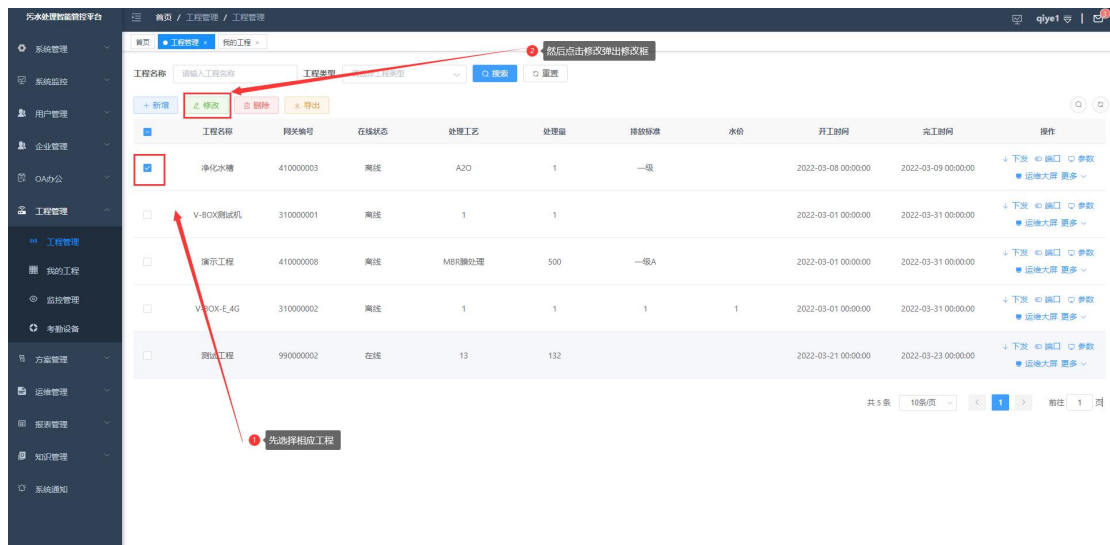 污水处理智能管控平台
首页 / 工程管理 / 工程管理
qiye1
系统管理
系统监控
用户管理
企业管理
OA办公
工程管理
工程管理
我的工程
监控管理
考勤设备
方案管理
运维管理
报表管理
知识管理
系统通知
首页 工程管理 × 我的工程 ×
2 然后点击修改弹出修改框
工程名称 请输入工程名称 工程类型 搜索 重置
+ 新增 修改 删除 导出
工程名称 网关编号 在线状态 处理工艺 处理量 排放标准 水价 开工时间 完工时间 操作
净化水槽 410000003 离线 A2O 1 一级 2022-03-08 00:00:00 2022-03-09 00:00:00 下发 端口 参数
运维大屏 更多
V-BOX测试机 310000001 离线 1 1 2022-03-01 00:00:00 2022-03-31 00:00:00 下发 端口 参数
运维大屏 更多
演示工程 410000008 离线 MBR膜处理 500 一级A 2022-03-01 00:00:00 2022-03-31 00:00:00 下发 端口 参数
运维大屏 更多
V-BOX-E_4G 310000002 离线 1 1 1 1 2022-03-01 00:00:00 2022-03-31 00:00:00 下发 端口 参数
运维大屏 更多
测试工程 990000002 在线 13 132 2022-03-21 00:00:00 2022-03-23 00:00:00 下发 端口 参数
运维大屏 更多
共 5 条 10条/页 < 1 > 前往 1 页
1 先选择相应工程